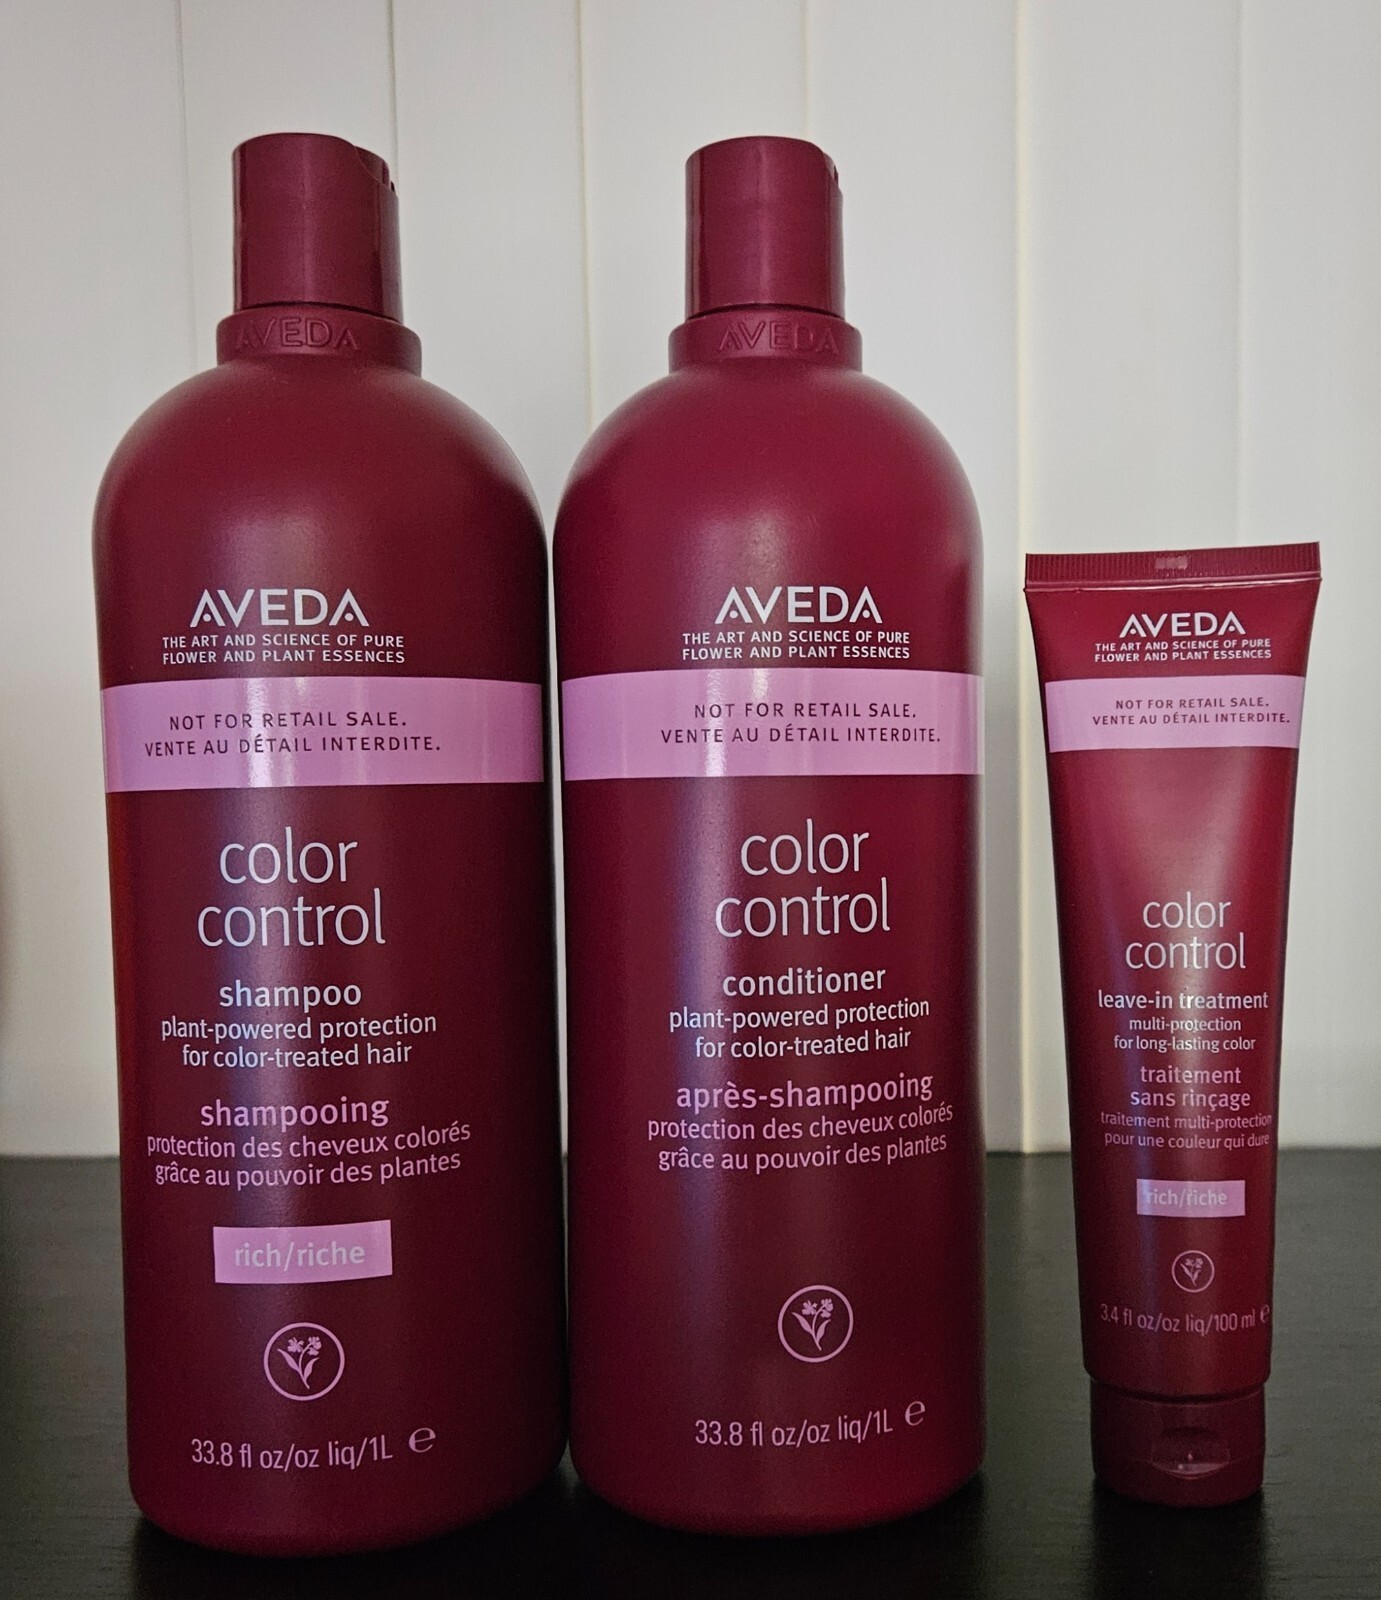 AVEDA
AVEDA
THE ART AND SCIENCE OF PURE
FLOWER AND PLANT ESSENCES
NOT FOR RETAIL SALE.
VENTE AU DÉTAIL INTERDITE.
color
control
shampoo
plant-powered protection
for color-treated hair
shampooing
protection des cheveux colorés
grâce au pouvoir des plantes
rich/riche
33.8 fl oz/oz liq/1L e
AVEDA
AVEDA
THE ART AND SCIENCE OF PURE
FLOWER AND PLANT ESSENCES
NOT FOR RETAIL SALE.
VENTE AU DÉTAIL INTERDITE.
color
control
conditioner
plant-powered protection
for color-treated hair
après-shampooing
protection des cheveux colorés
grâce au pouvoir des plantes
33.8 fl oz/oz liq/1L e
AVEDA
THE ART AND SCIENCE OF PURE
FLOWER AND PLANT ESSENCES
NOT FOR RETAIL SALE.
VENTE AU DÉTAIL INTERDITE.
color
control
leave-in treatment
multi-protection
for long-lasting color
traitement
sans rinçage
traitement multi-protection
pour une couleur qui dure
rich/riche
3.4 fl oz/oz liq/100 ml e